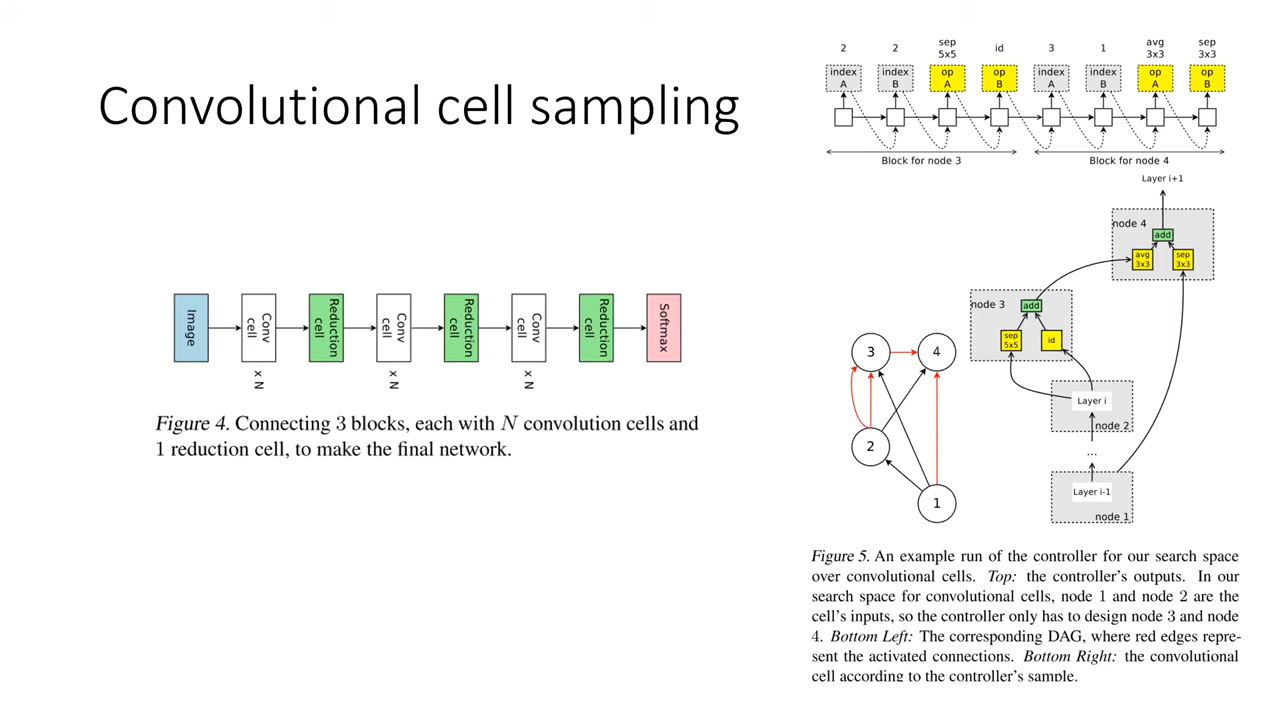 Convolutional cell sampling
Image
Conv
cell
x N
Reduction
cell
Conv
cell
x N
Reduction
cell
Conv
cell
x N
Reduction
cell
Softmax
Figure 4. Connecting 3 blocks, each with N convolution cells and
1 reduction cell, to make the final network.
2 2 sep 5x5 id 3 1 avg 3x3 sep 3x3
index A index B op A op B index A index B op A op B
Block for node 3 Block for node 4
Layer i+1
node 4
add
avg 3x3 sep 3x3
node 3
add
sep 5x5 id
Layer i
node 2
...
Layer i-1
node 1
3 4
2
1
Figure 5. An example run of the controller for our search space
over convolutional cells. Top: the controller's outputs. In our
search space for convolutional cells, node 1 and node 2 are the
cell's inputs, so the controller only has to design node 3 and node
4. Bottom Left: The corresponding DAG, where red edges repre-
sent the activated connections. Bottom Right: the convolutional
cell according to the controller's sample.